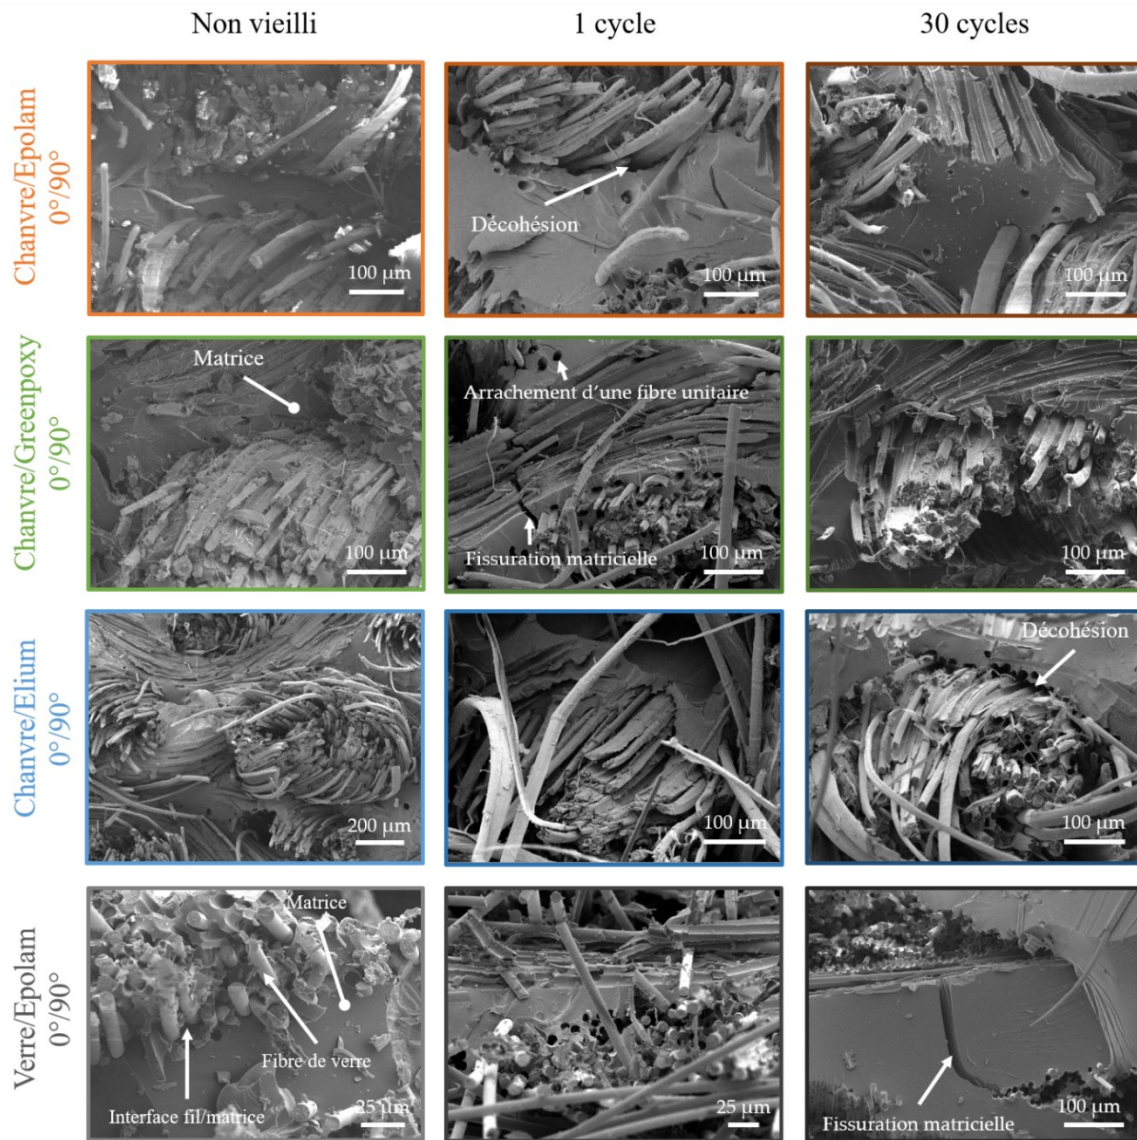 Non vieilli
1 cycle
30 cycles
Chanvre/Epolam
0°/90°
100 µm
Décohésion
100 µm
100 µm
Chanvre/Greenpoxy
0°/90°
Matrice
100 µm
Arrachement d'une fibre unitaire
Fissuration matricielle
100 µm
100 µm
Chanvre/Elium
0°/90°
200 µm
100 µm
Décohésion
100 µm
Verre/Epolam
0°/90°
Matrice
Fibre de verre
Interface fil/matrice
25 µm
25 µm
Fissuration matricielle
100 µm